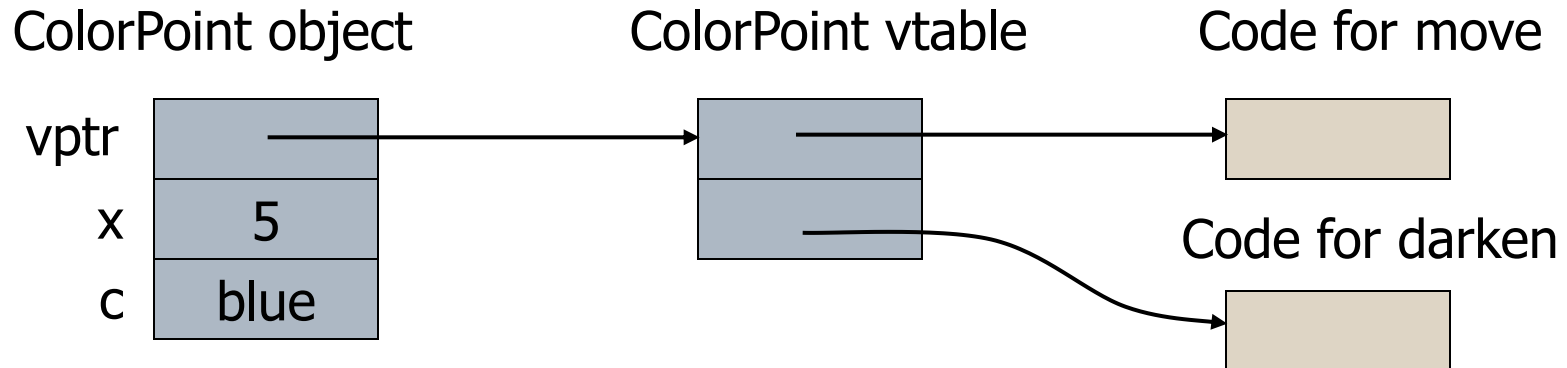 ColorPoint object
ColorPoint vtable
Code for move
vptr
x 5
Code for darken
c blue